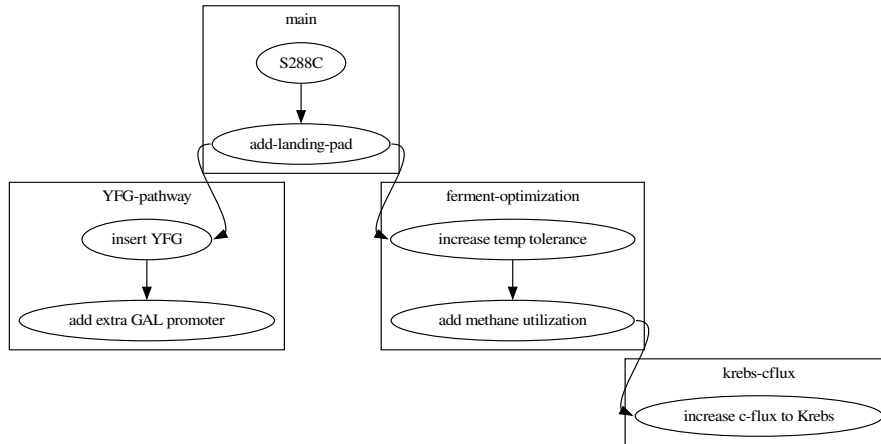 main
S288C
add-landing-pad
YFG-pathway
insert YFG
add extra GAL promoter
ferment-optimization
increase temp tolerance
add methane utilization
krebs-cflux
increase c-flux to Krebs